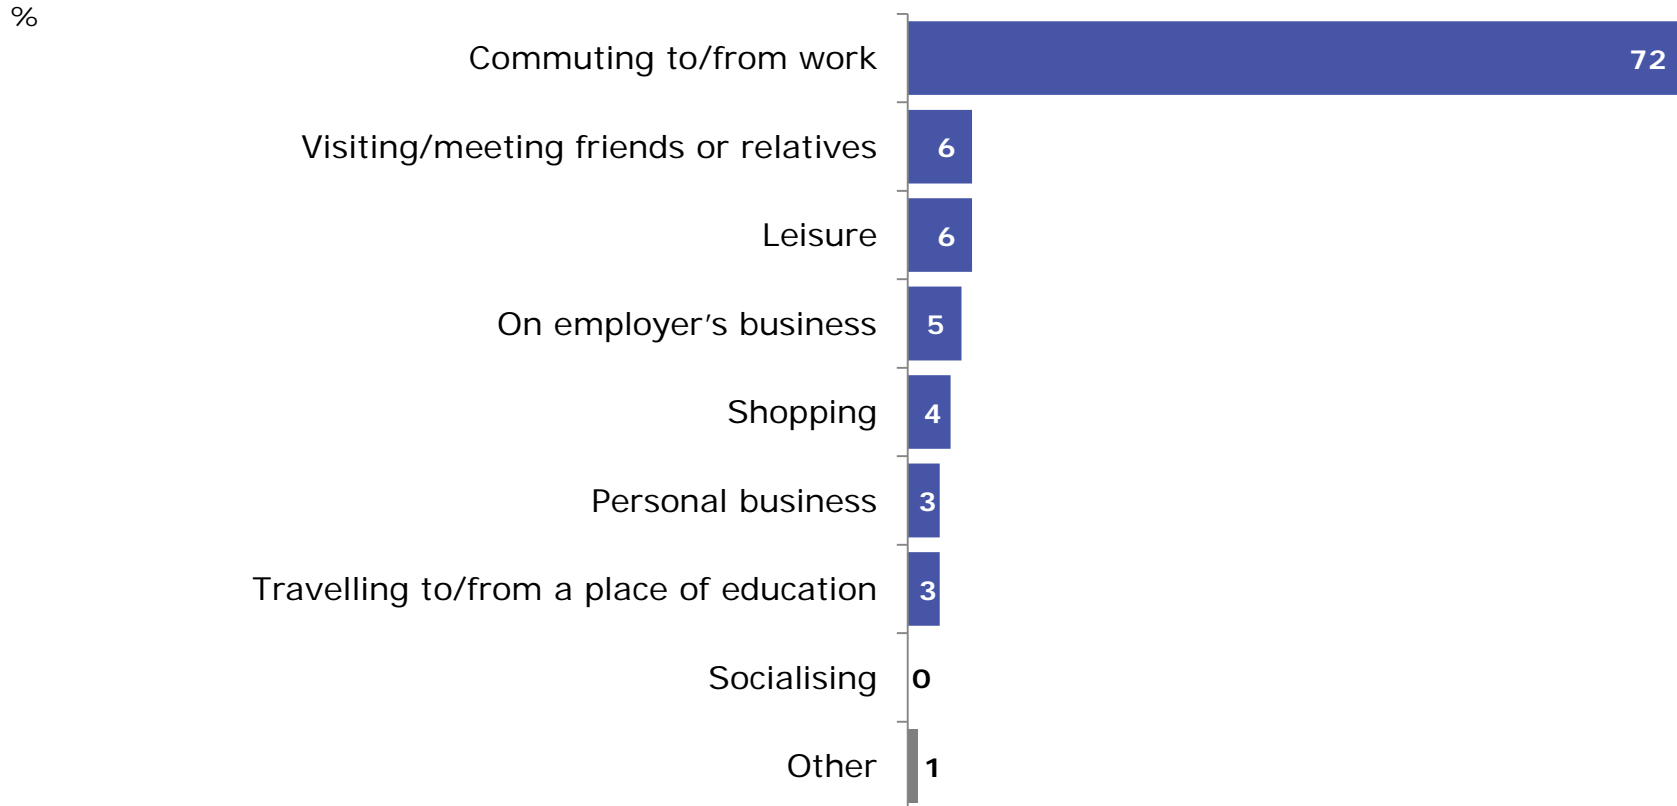 %
Commuting to/from work 72
Visiting/meeting friends or relatives 6
Leisure 6
On employer's business 5
Shopping 4
Personal business 3
Travelling to/from a place of education 3
Socialising 0
Other 1